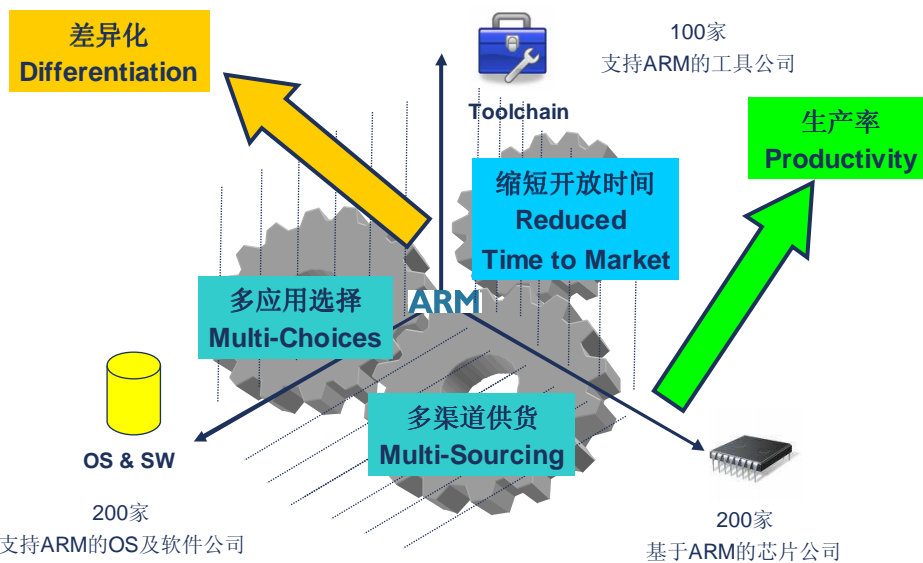 差异化
Differentiation
100家
支持ARM的工具公司
Toolchain
生产率
Productivity
缩短开放时间
Reduced
Time to Market
多应用选择
Multi-Choices
ARM
多渠道供货
Multi-Sourcing
OS & SW
200家
支持ARM的OS及软件公司
200家
基于ARM的芯片公司